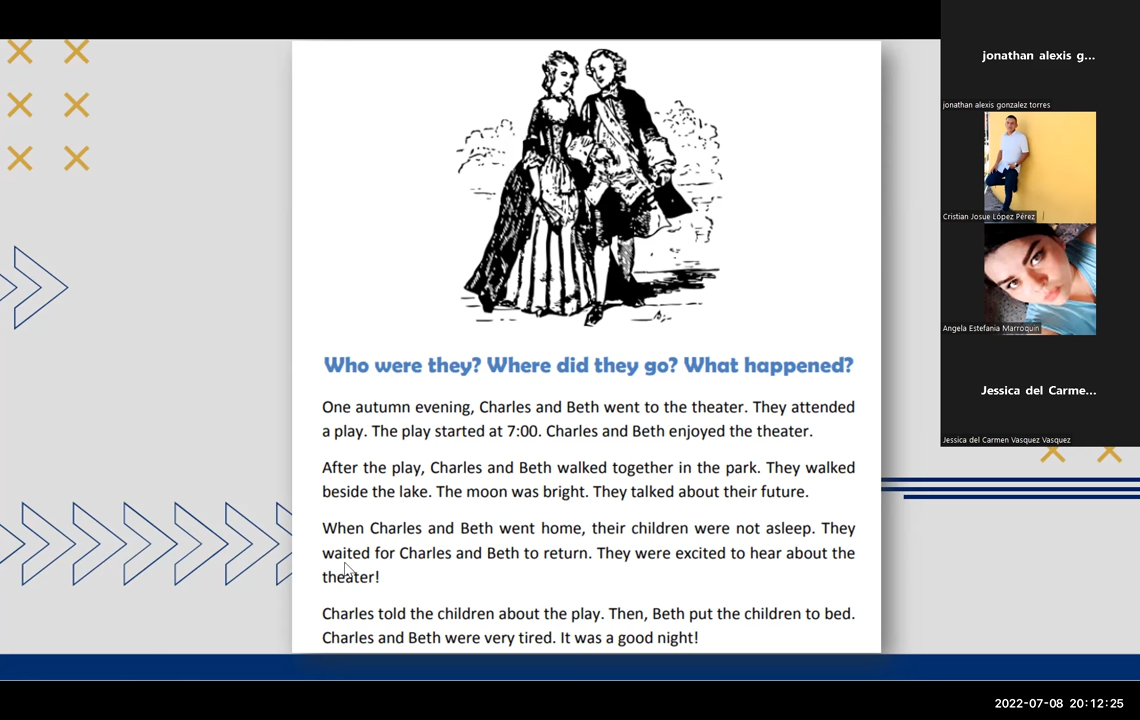 jonathan alexis g...
jonathan alexis gonzalez torres
Cristian Josue López Pérez
Angela Estefania Marroquin
Jessica del Carme...
Jessica del Carmen Vasquez Vasquez
Who were they? Where did they go? What happened?
One autumn evening, Charles and Beth went to the theater. They attended
a play. The play started at 7:00. Charles and Beth enjoyed the theater.
After the play, Charles and Beth walked together in the park. They walked
beside the lake. The moon was bright. They talked about their future.
When Charles and Beth went home, their children were not asleep. They
waited for Charles and Beth to return. They were excited to hear about the
theater!
Charles told the children about the play. Then, Beth put the children to bed.
Charles and Beth were very tired. It was a good night!
2022-07-08 20:12:25